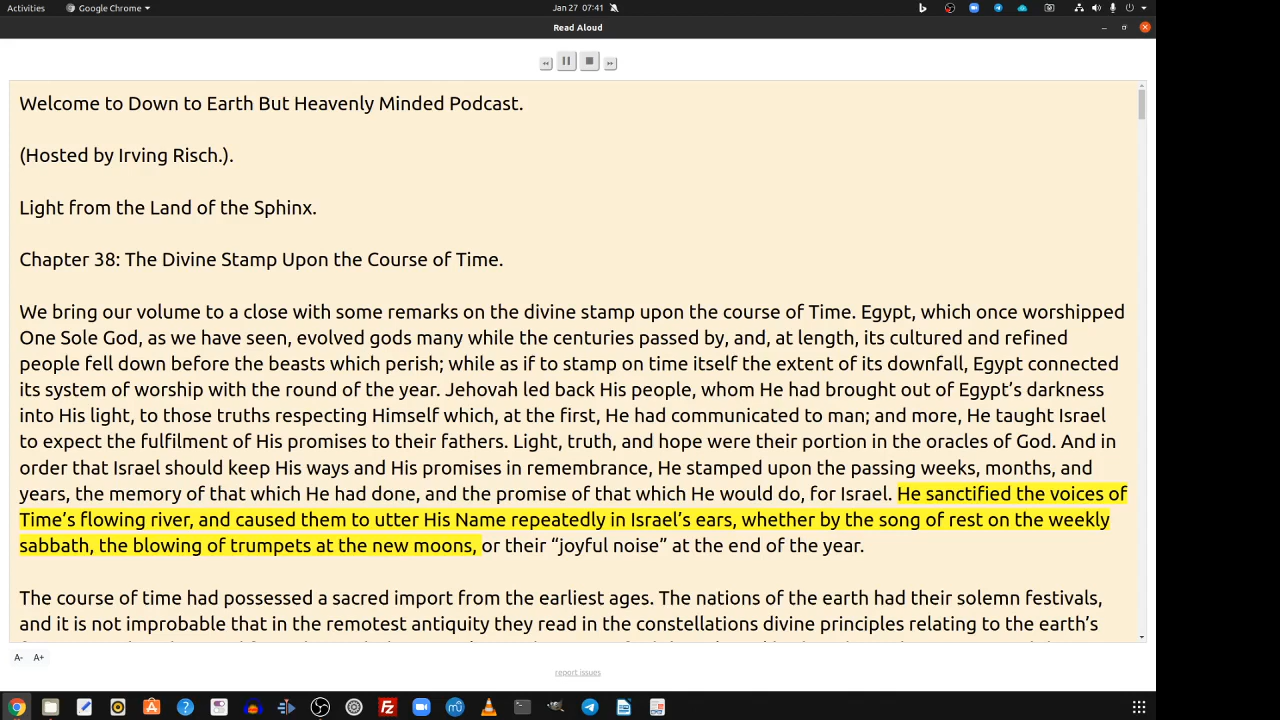 Activities
Google Chrome
Jan 27 07:41
Read Aloud
Welcome to Down to Earth But Heavenly Minded Podcast.
(Hosted by Irving Risch.).
Light from the Land of the Sphinx.
Chapter 38: The Divine Stamp Upon the Course of Time.
We bring our volume to a close with some remarks on the divine stamp upon the course of Time. Egypt, which once worshipped
One Sole God, as we have seen, evolved gods many while the centuries passed by, and, at length, its cultured and refined
people fell down before the beasts which perish; while as if to stamp on time itself the extent of its downfall, Egypt connected
its system of worship with the round of the year. Jehovah led back His people, whom He had brought out of Egypt’s darkness
into His light, to those truths respecting Himself which, at the first, He had communicated to man; and more, He taught Israel
to expect the fulfilment of His promises to their fathers. Light, truth, and hope were their portion in the oracles of God. And in
order that Israel should keep His ways and His promises in remembrance, He stamped upon the passing weeks, months, and
years, the memory of that which He had done, and the promise of that which He would do, for Israel. He sanctified the voices of
Time’s flowing river, and caused them to utter His Name repeatedly in Israel’s ears, whether by the song of rest on the weekly
sabbath, the blowing of trumpets at the new moons, or their “joyful noise” at the end of the year.
The course of time had possessed a sacred import from the earliest ages. The nations of the earth had their solemn festivals,
and it is not improbable that in the remotest antiquity they read in the constellations divine principles relating to the earth’s
A- A+
report issues